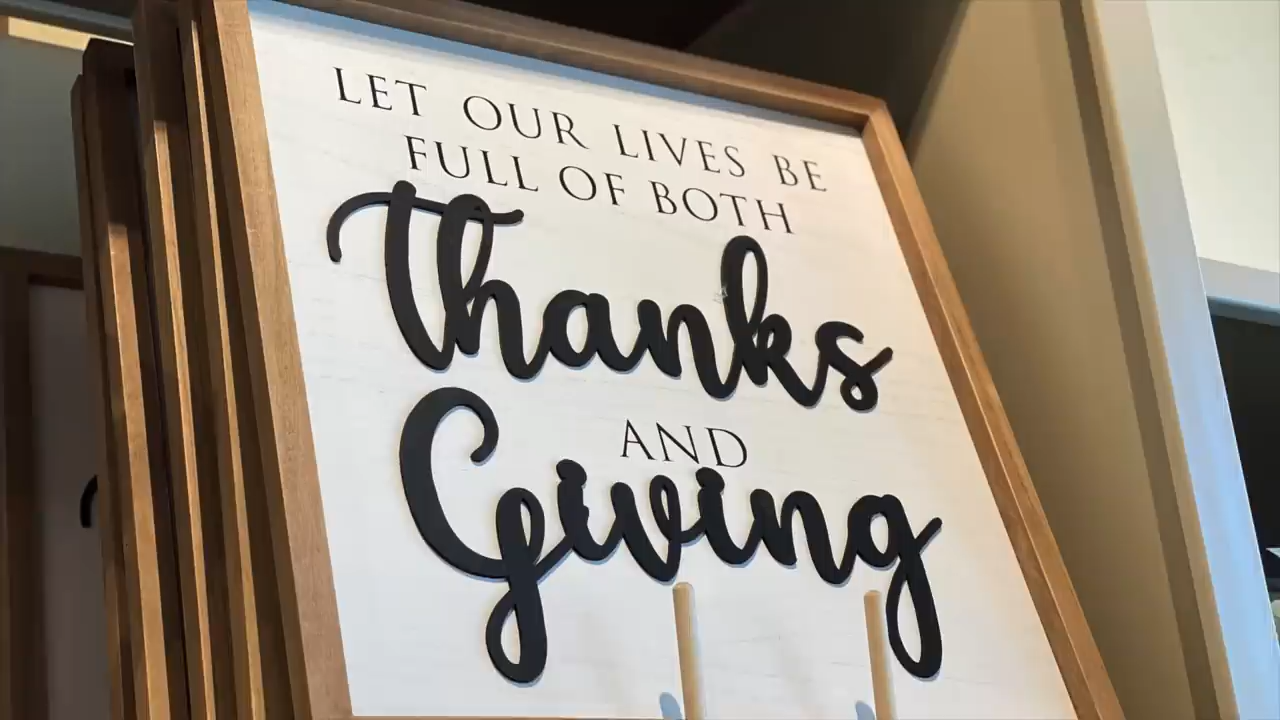 LET OUR LIVES BE
FULL OF BOTH
Thanks
AND
Giving